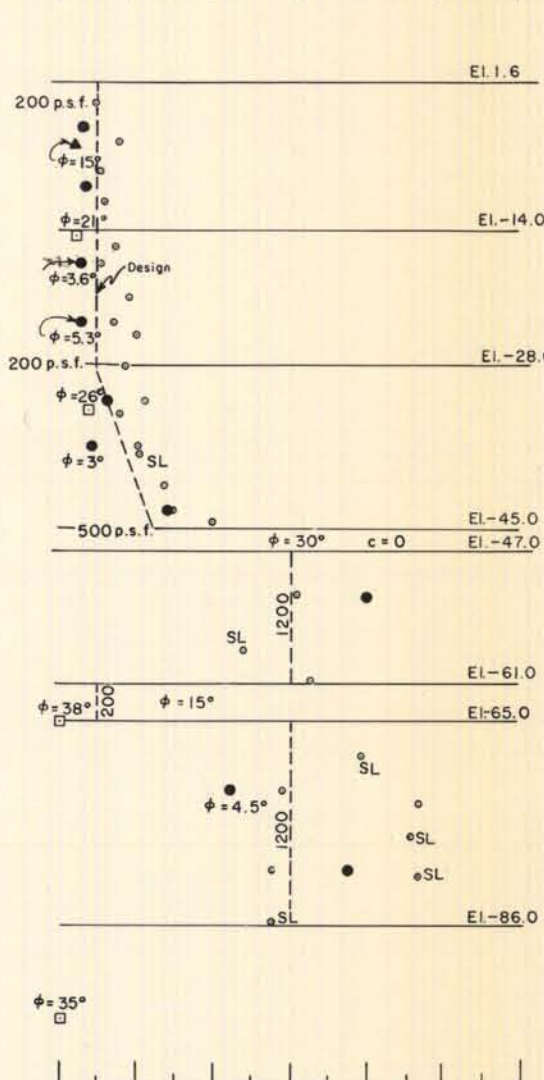 El. 1.6
200 p.s.f.
φ=15°
φ=21°
El.-14.0
φ=3.6°
Design
φ=5.3°
200 p.s.f.
El.-28.
φ=26°
φ=3°
SL
500 p.s.f.
El.-45.0
φ=30° c=0
El.-47.0
1200
SL
El.-61.0
φ=38°
200
φ=15°
El-65.0
SL
φ=4.5°
1200
SL
SL
SL
El.-86.0
φ=35°